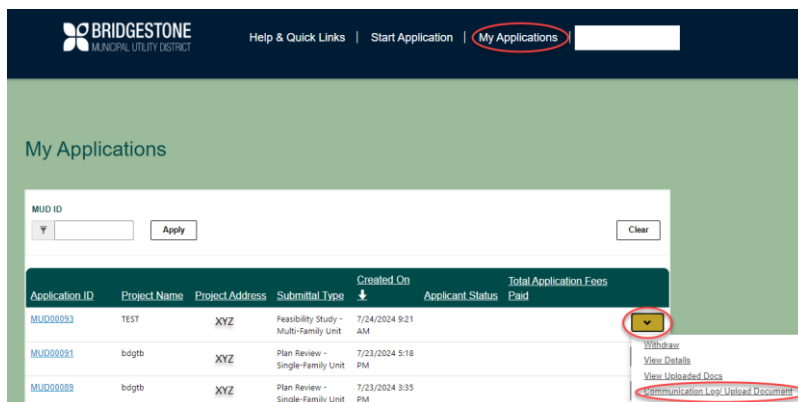 BRIDGESTONE
MUNICIPAL UTILITY DISTRICT
Help & Quick Links | Start Application | My Applications |
My Applications
MUD ID
Apply
Clear
Created On
Total Application Fees
Application ID Project Name Project Address Submittal Type Applicant Status Paid
MUD00093 TEST XYZ Feasibility Study - 7/24/2024 9:21
Multi-Family Unit AM
Withdraw
MUD00091 bdgtb XYZ Plan Review - 7/23/2024 5:18
Single-Family Unit PM
View Details
View Uploaded Docs
MUD00089 bdgtb XYZ Plan Review - 7/23/2024 3:35
Single-Family Unit PM
Communication Log/ Upload Document